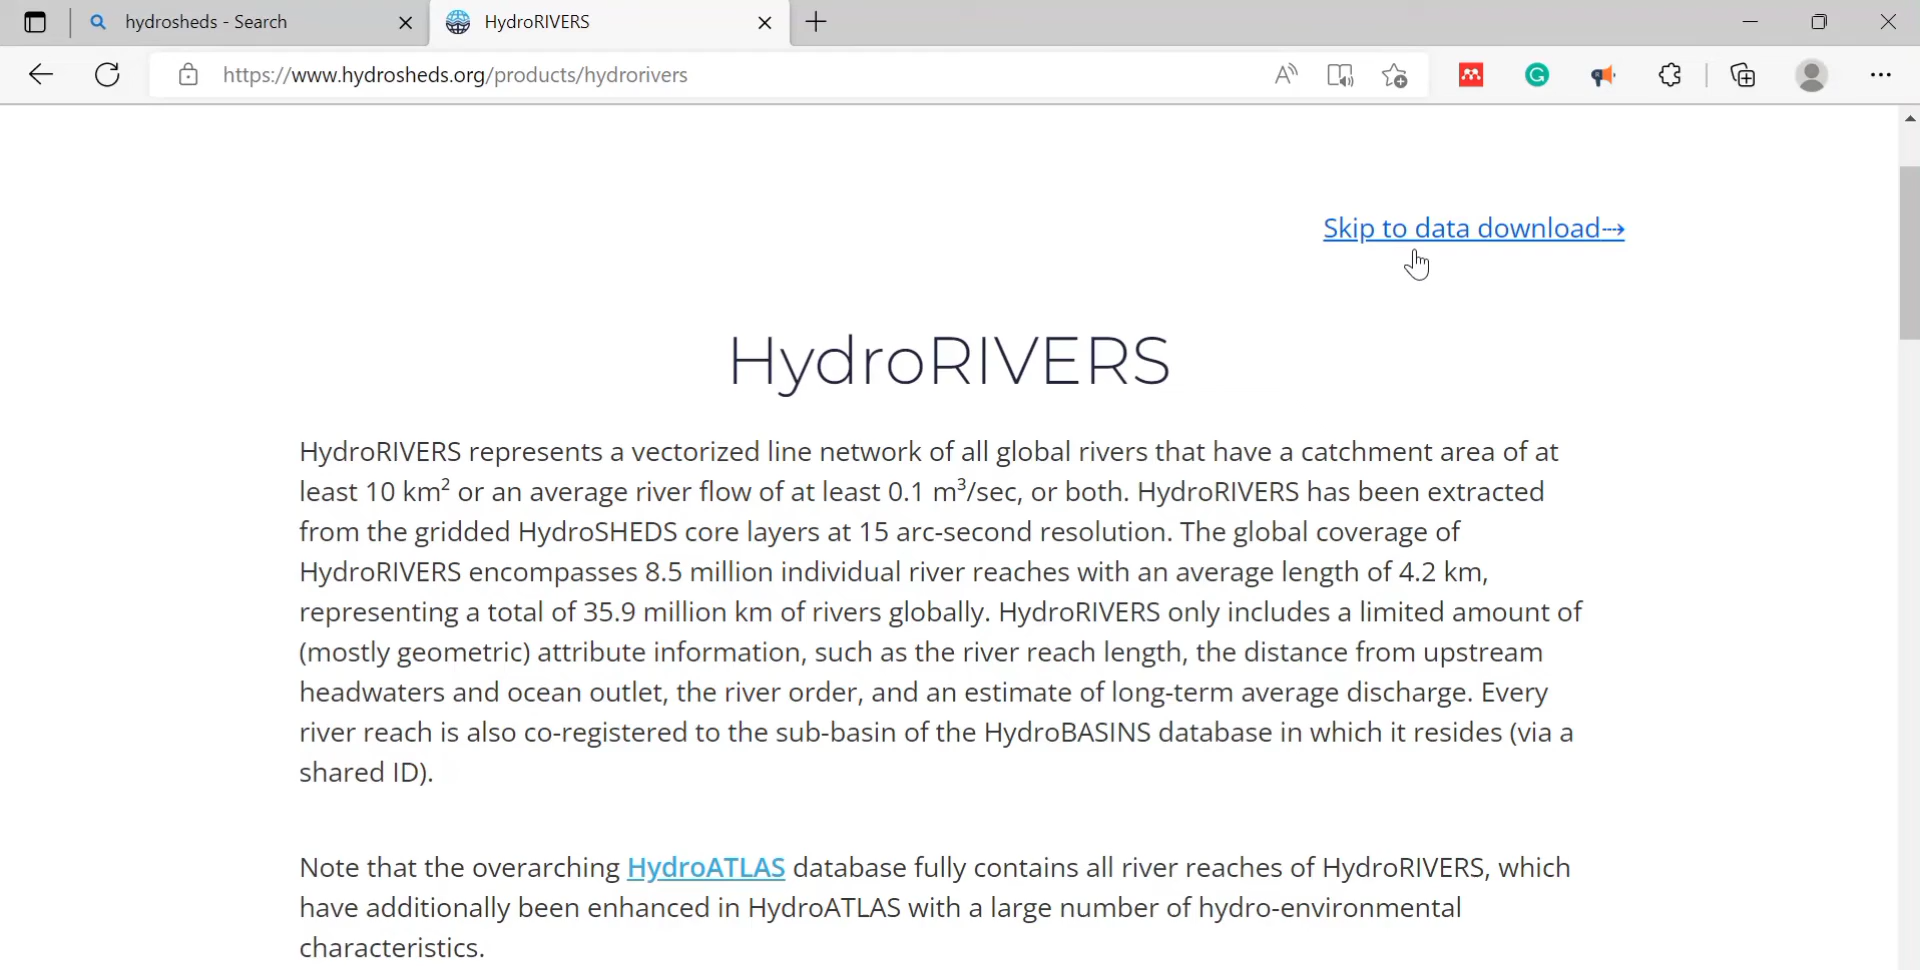 hydrosheds - Search
HydroRIVERS
https://www.hydrosheds.org/products/hydrorivers
Skip to data download⤏
HydroRIVERS
HydroRIVERS represents a vectorized line network of all global rivers that have a catchment area of at
least 10 km² or an average river flow of at least 0.1 m³/sec, or both. HydroRIVERS has been extracted
from the gridded HydroSHEDS core layers at 15 arc-second resolution. The global coverage of
HydroRIVERS encompasses 8.5 million individual river reaches with an average length of 4.2 km,
representing a total of 35.9 million km of rivers globally. HydroRIVERS only includes a limited amount of
(mostly geometric) attribute information, such as the river reach length, the distance from upstream
headwaters and ocean outlet, the river order, and an estimate of long-term average discharge. Every
river reach is also co-registered to the sub-basin of the HydroBASINS database in which it resides (via a
shared ID).
Note that the overarching HydroATLAS database fully contains all river reaches of HydroRIVERS, which
have additionally been enhanced in HydroATLAS with a large number of hydro-environmental
characteristics.